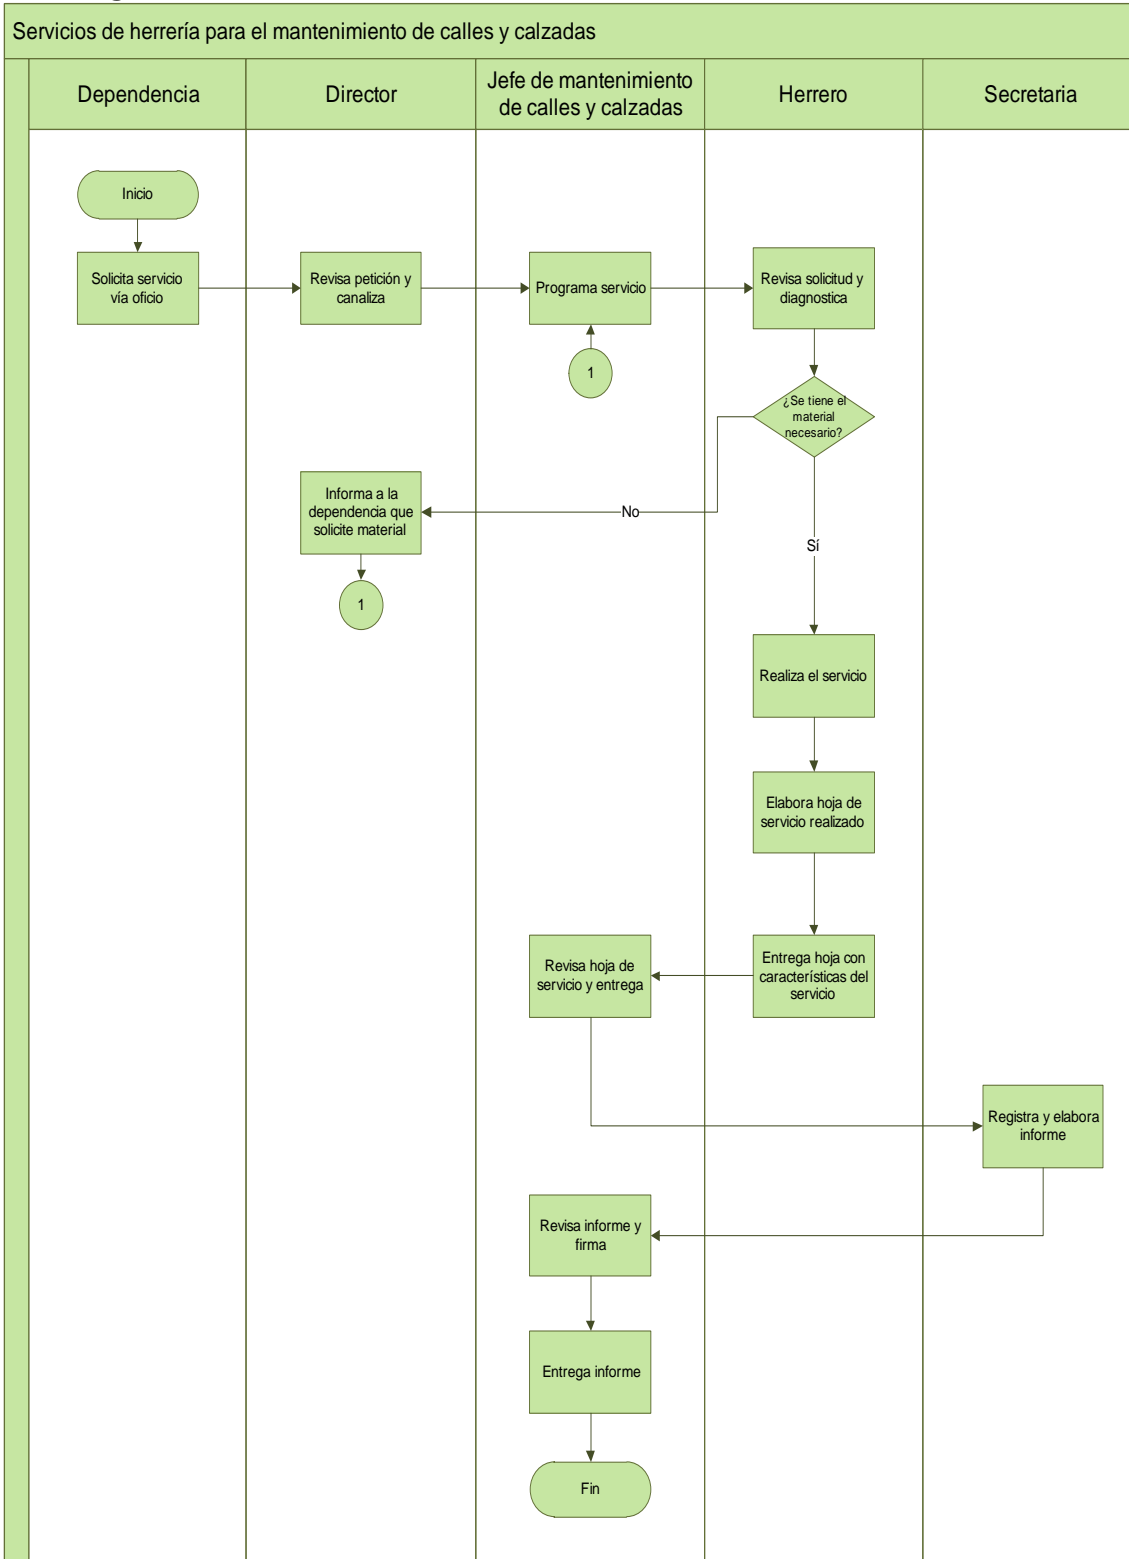 Servicios de herrería para el mantenimiento de calles y calzadas
Dependencia
Director
Jefe de mantenimiento
de calles y calzadas
Herrero
Secretaria
Inicio
Solicita servicio
vía oficio
Revisa petición y
canaliza
Programa servicio
Revisa solicitud y
diagnostica
1
¿Se tiene el
material
necesario?
Informa a la
dependencia que
solicite material
No
Sí
1
Realiza el servicio
Elabora hoja de
servicio realizado
Revisa hoja de
servicio y entrega
Entrega hoja con
características del
servicio
Registra y elabora
informe
Revisa informe y
firma
Entrega informe
Fin